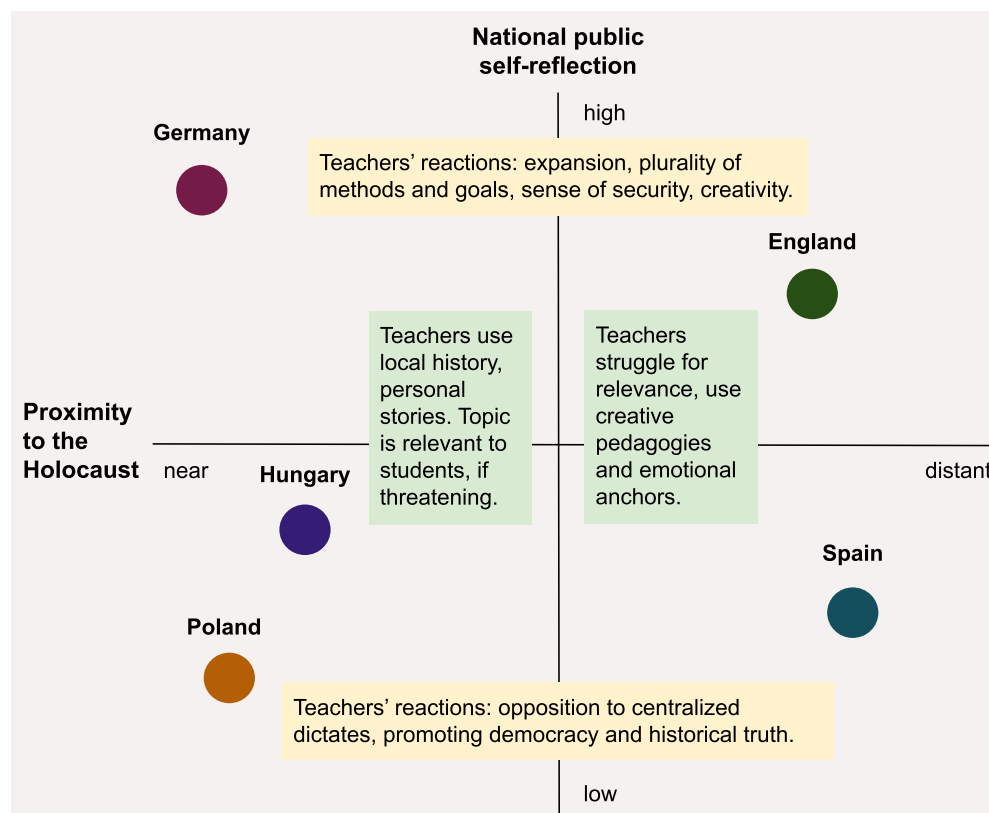 National public
self-reflection
high
Germany
Teachers’ reactions: expansion, plurality of
methods and goals, sense of security, creativity.
England
Teachers use
local history,
personal
stories. Topic
is relevant to
students, if
threatening.
Teachers
struggle for
relevance, use
creative
pedagogies
and emotional
anchors.
Proximity
to the
Holocaust
near
distant
Hungary
Spain
Poland
Teachers’ reactions: opposition to centralized
dictates, promoting democracy and historical truth.
low